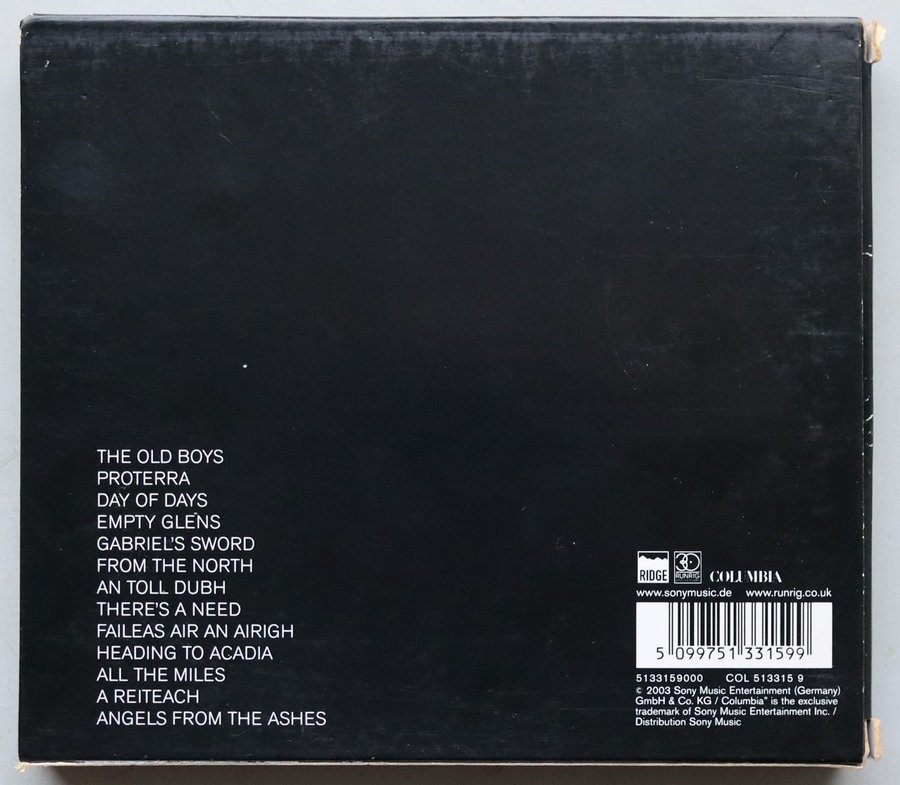 THE OLD BOYS
PROTERRA
DAY OF DAYS
EMPTY GLENS
GABRIEL'S SWORD
FROM THE NORTH
AN TOLL DUBH
THERE'S A NEED
FAILEAS AIR AN AIRIGH
HEADING TO ACADIA
ALL THE MILES
A REITEACH
ANGELS FROM THE ASHES
RIDGE
30
RUNRIG
COLUMBIA
www.sonymusic.de www.runrig.co.uk
5 099751 331599
5133159000 COL 513315 9
© 2003 Sony Music Entertainment (Germany)
GmbH & Co. KG / Columbia" is the exclusive
trademark of Sony Music Entertainment Inc. /
Distribution Sony Music